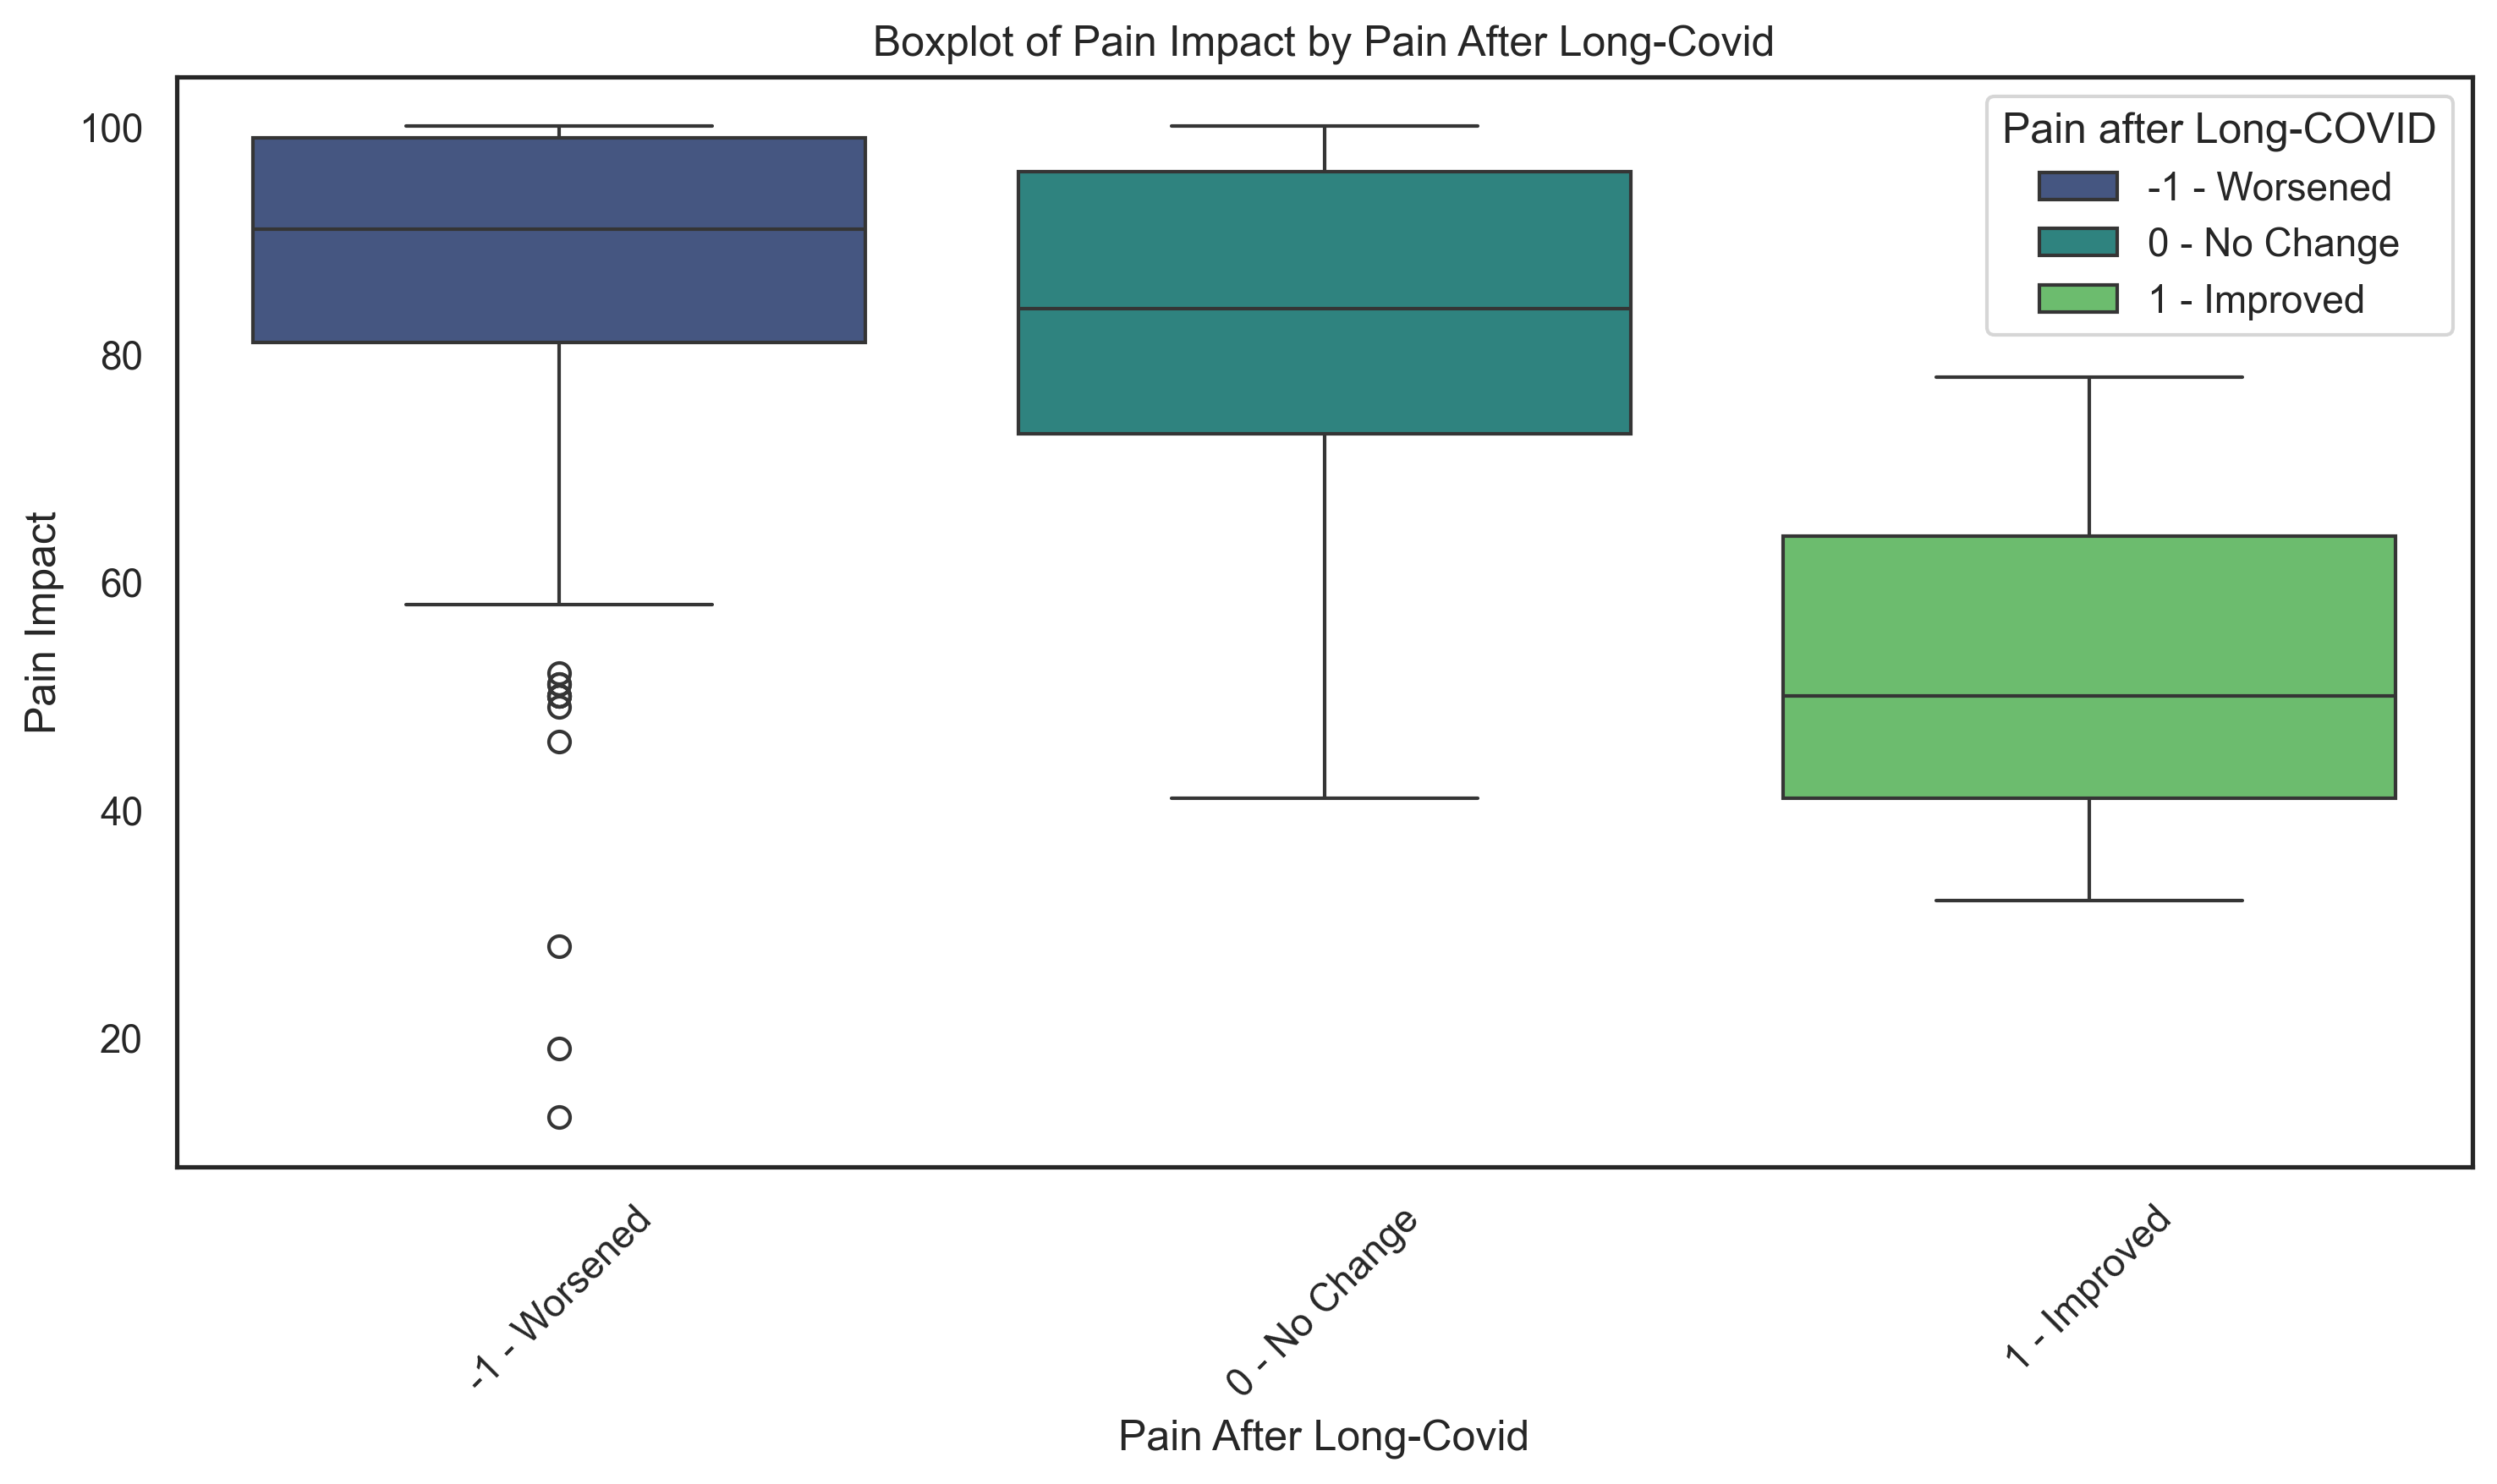 Boxplot of Pain Impact by Pain After Long-Covid
Pain after Long-COVID
-1 - Worsened
0 - No Change
1 - Improved
Pain Impact
100
80
60
40
20
-1 - Worsened
0 - No Change
1 - Improved
Pain After Long-Covid